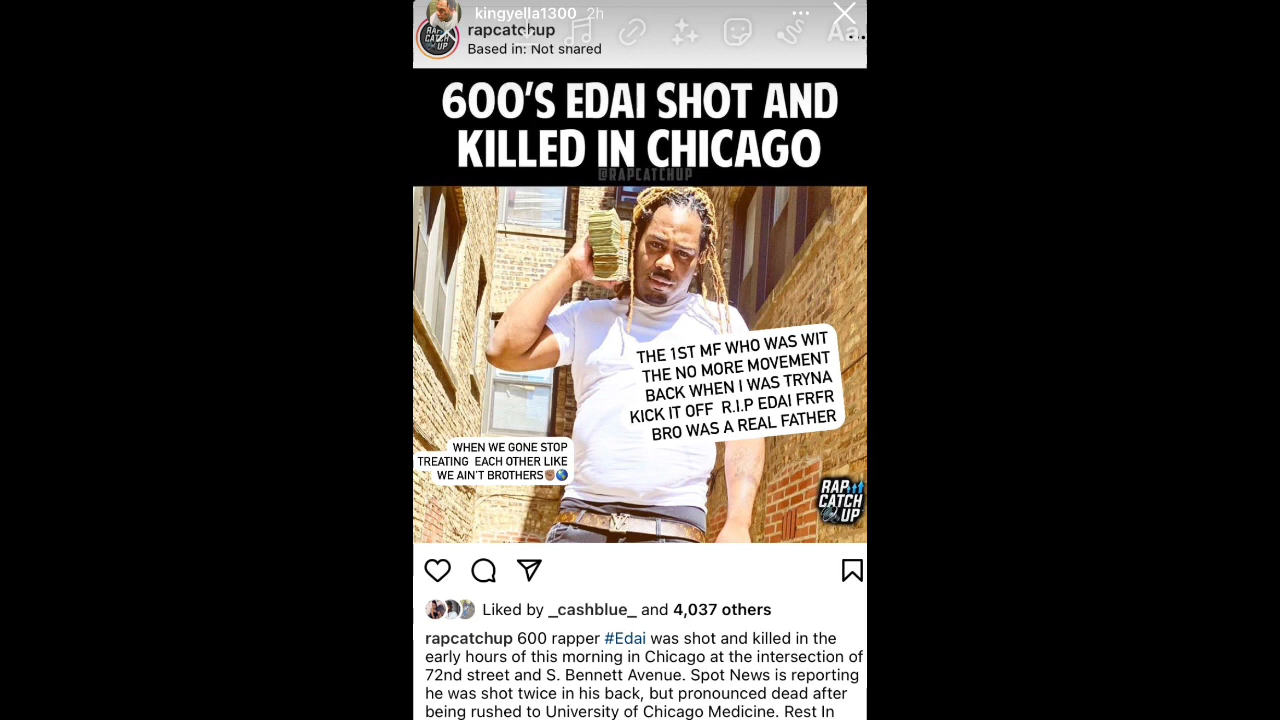 kingyella1300 2h
rapcatchup
Based in: Not shared
Aa
600'S EDAI SHOT AND
KILLED IN CHICAGO
@RAPCATCHUP
THE 1ST MF WHO WAS WIT
THE NO MORE MOVEMENT
BACK WHEN I WAS TRYNA
KICK IT OFF R.I.P EDAI FRFR
BRO WAS A REAL FATHER
WHEN WE GONE STOP
TREATING EACH OTHER LIKE
WE AIN'T BROTHERS✊🏾🌎
RAP
CATCH
UP
Liked by _cashblue_ and 4,037 others
rapcatchup 600 rapper #Edai was shot and killed in the
early hours of this morning in Chicago at the intersection of
72nd street and S. Bennett Avenue. Spot News is reporting
he was shot twice in his back, but pronounced dead after
being rushed to University of Chicago Medicine. Rest In